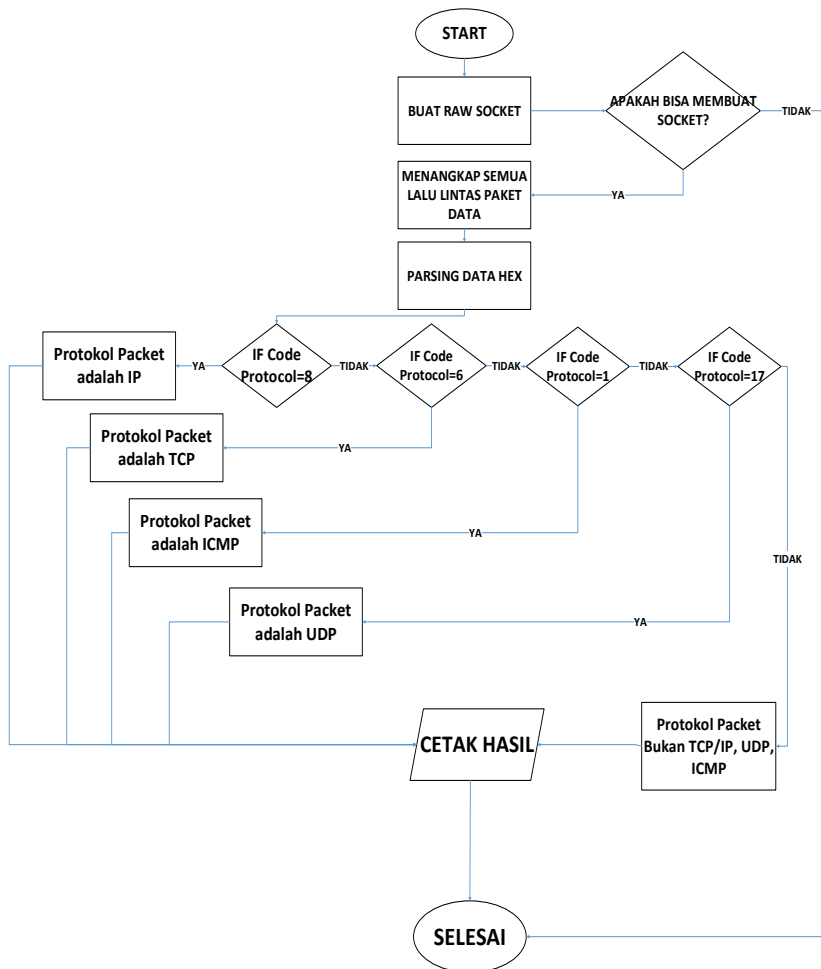 START
BUAT RAW SOCKET
APAKAH BISA MEMBUAT
SOCKET?
TIDAK
MENANGKAP SEMUA
LALU LINTAS PAKET
DATA
YA
PARSING DATA HEX
Protokol Packet
adalah IP
YA
IF Code
Protocol=8
TIDAK
IF Code
Protocol=6
TIDAK
IF Code
Protocol=1
TIDAK
IF Code
Protocol=17
Protokol Packet
adalah TCP
YA
Protokol Packet
adalah ICMP
YA
TIDAK
Protokol Packet
adalah UDP
YA
CETAK HASIL
Protokol Packet
Bukan TCP/IP, UDP,
ICMP
SELESAI